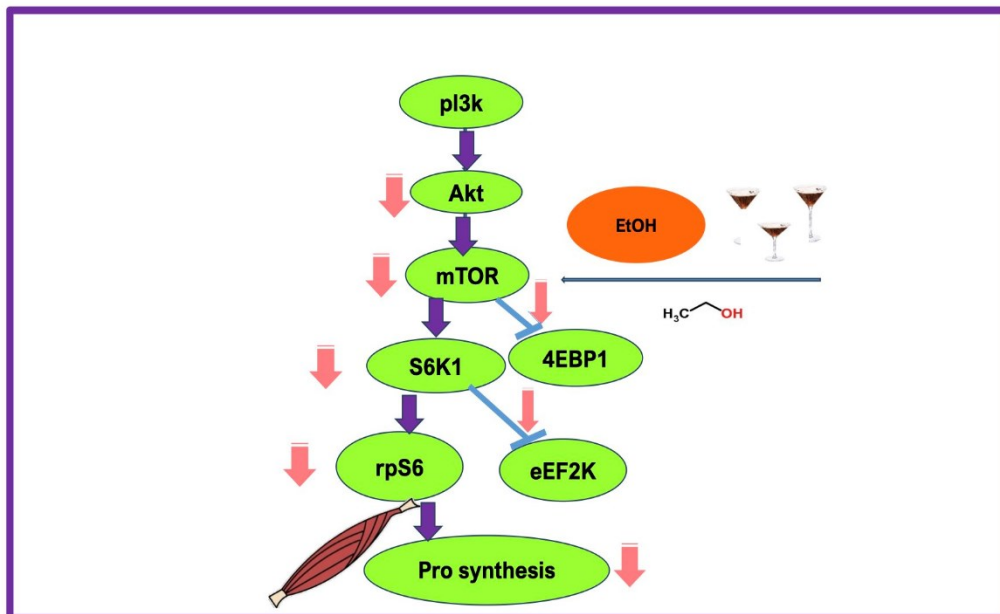 pI3k
Akt
EtOH
mTOR
H3C OH
S6K1
4EBP1
rpS6
eEF2K
Pro synthesis